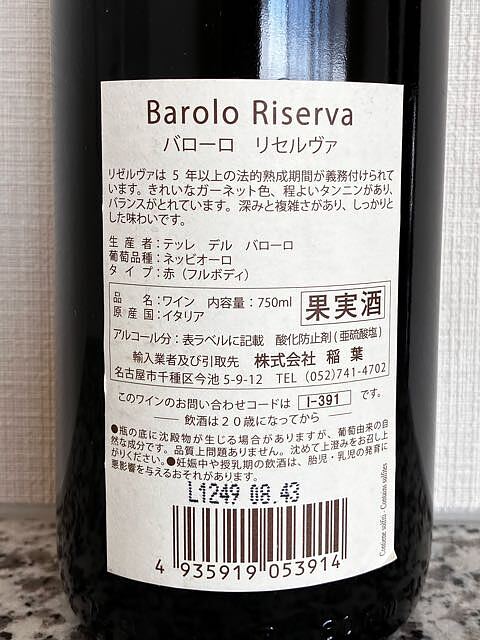 Barolo Riserva
バローロ リセルヴァ
リゼルヴァは 5 年以上の法的熟成期間が義務付けられて
います。きれいなガーネット色、程よいタンニンがあり、
バランスがとれています。深みと複雑さがあり、しっかりと
した味わいです。
生 産 者：テッレ デル バローロ
葡萄品種：ネッビオーロ
タ イ プ：赤（フルボディ）
品 名：ワイン 内容量：750ml
原 産 国：イタリア
果実酒
アルコール分：表ラベルに記載 酸化防止剤(亜硫酸塩)
輸入業者及び引取先 株式会社 稲 葉
名古屋市千種区今池 5-9-12 TEL (052)741-4702
このワインのお問い合わせコードは I-391 です。
飲酒は２０歳になってから
●瓶の底に沈殿物が生じる場合がありますが、葡萄由来の自
然な成分です。品質上問題ありません。沈めて上澄みをお召し上
がりください。●妊娠中や授乳期の飲酒は、胎児・乳児の発育に
悪影響を与えるおそれがあります。
L1249 08.43
Contiene solfiti - Contains sulfites
4 935919 053914